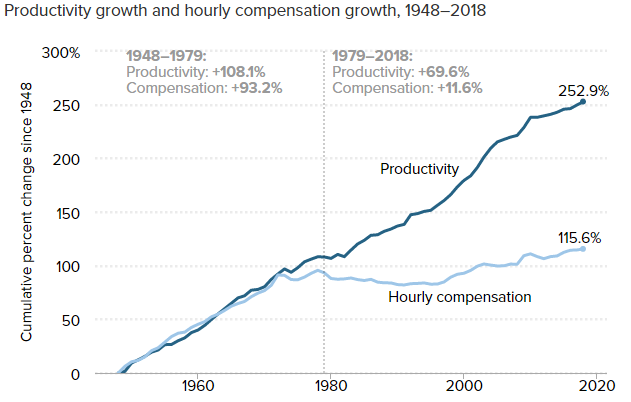 Productivity growth and hourly compensation growth, 1948–2018
Cumulative percent change since 1948
300%
250
200
150
100
50
0
1948–1979:
Productivity: +108.1%
Compensation: +93.2%
1979–2018:
Productivity: +69.6%
Compensation: +11.6%
252.9%
Productivity
115.6%
Hourly compensation
1960
1980
2000
2020